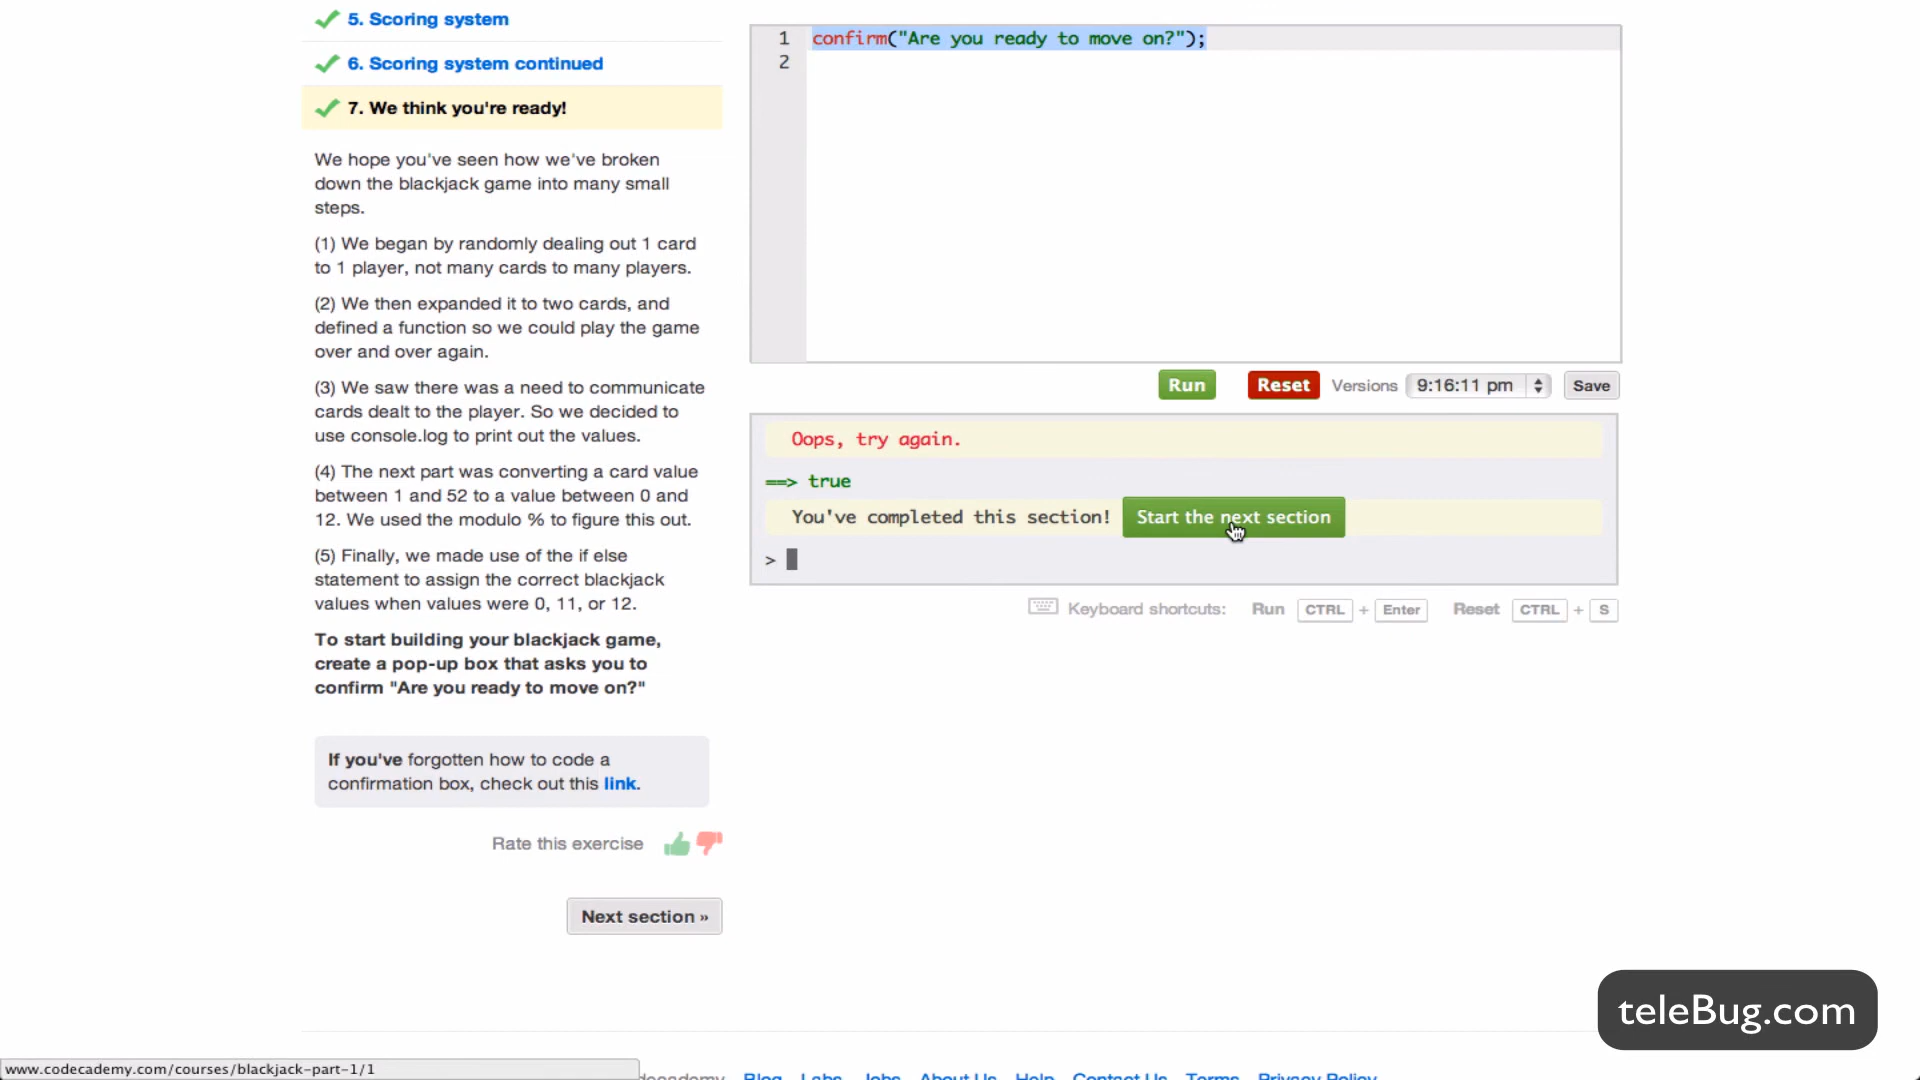 5. Scoring system
6. Scoring system continued
7. We think you're ready!
We hope you've seen how we've broken
down the blackjack game into many small
steps.
(1) We began by randomly dealing out 1 card
to 1 player, not many cards to many players.
(2) We then expanded it to two cards, and
defined a function so we could play the game
over and over again.
(3) We saw there was a need to communicate
cards dealt to the player. So we decided to
use console.log to print out the values.
(4) The next part was converting a card value
between 1 and 52 to a value between 0 and
12. We used the modulo % to figure this out.
(5) Finally, we made use of the if else
statement to assign the correct blackjack
values when values were 0, 11, or 12.
To start building your blackjack game,
create a pop-up box that asks you to
confirm "Are you ready to move on?"
If you've forgotten how to code a
confirmation box, check out this link.
Rate this exercise
Next section »
1 confirm("Are you ready to move on?");
2
Run Reset Versions 9:16:11 pm Save
Oops, try again.
==> true
You've completed this section! Start the next section
>
Keyboard shortcuts: Run CTRL + Enter Reset CTRL + S
teleBug.com
www.codecademy.com/courses/blackjack-part-1/1
Blog Labs Jobs About Us Help Contact Us Terms Privacy Policy